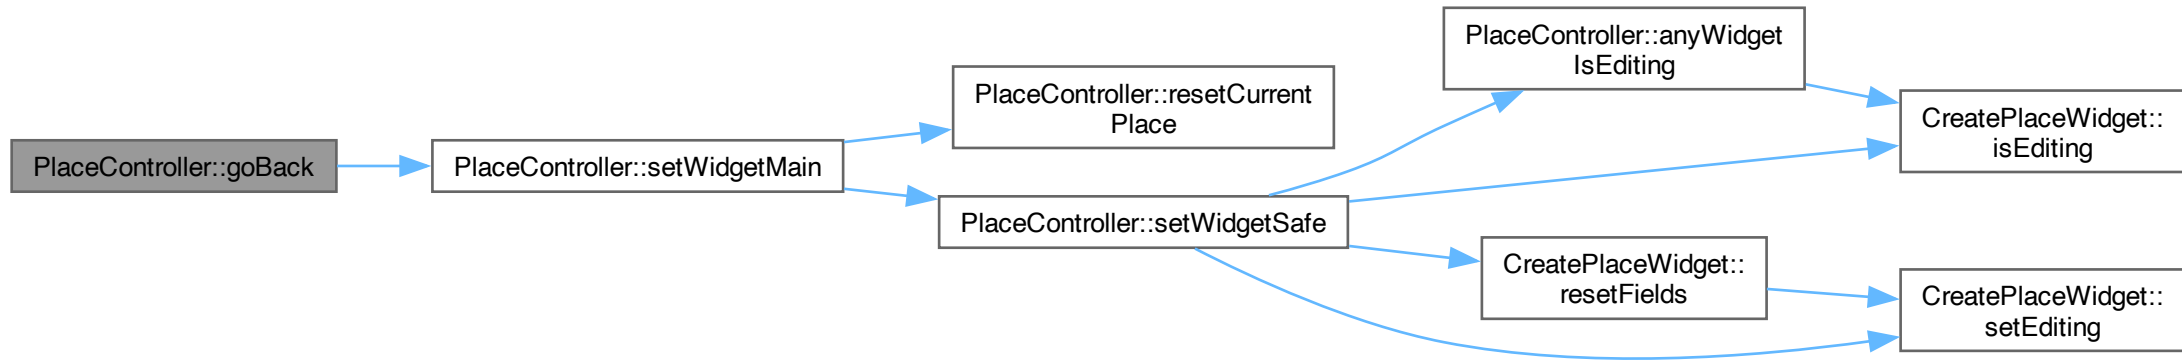 PlaceController::goBack
PlaceController::setWidgetMain
PlaceController::resetCurrent
Place
PlaceController::setWidgetSafe
PlaceController::anyWidget
IsEditing
CreatePlaceWidget::
isEditing
CreatePlaceWidget::
resetFields
CreatePlaceWidget::
setEditing